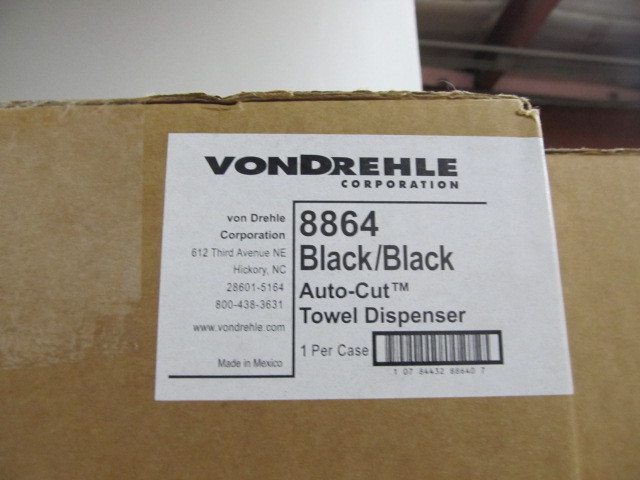 VONDREHLE
CORPORATION
von Drehle
Corporation
612 Third Avenue NE
Hickory, NC
28601-5164
800-438-3631
www.vondrehle.com
Made in Mexico
8864
Black/Black
Auto-Cut™
Towel Dispenser
1 Per Case
1 07 84432 88640 7